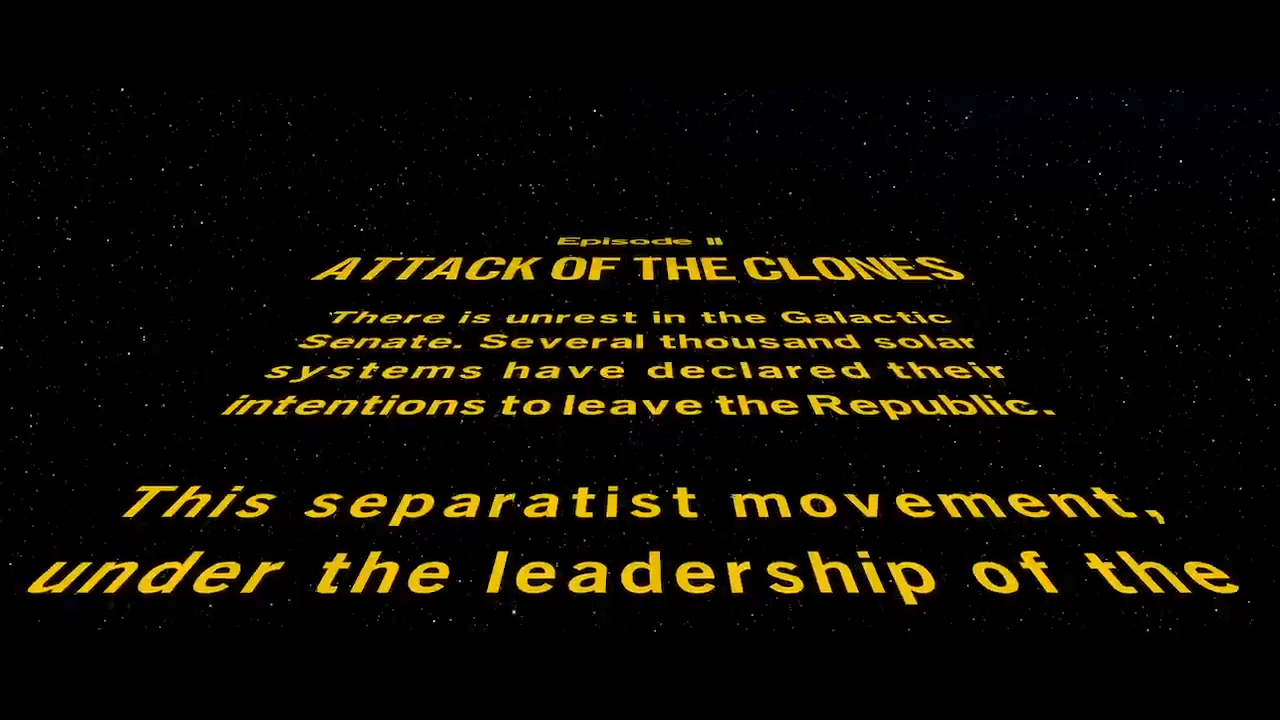 Episode II
ATTACK OF THE CLONES
There is unrest in the Galactic
Senate. Several thousand solar
systems have declared their
intentions to leave the Republic.
This separatist movement,
under the leadership of the